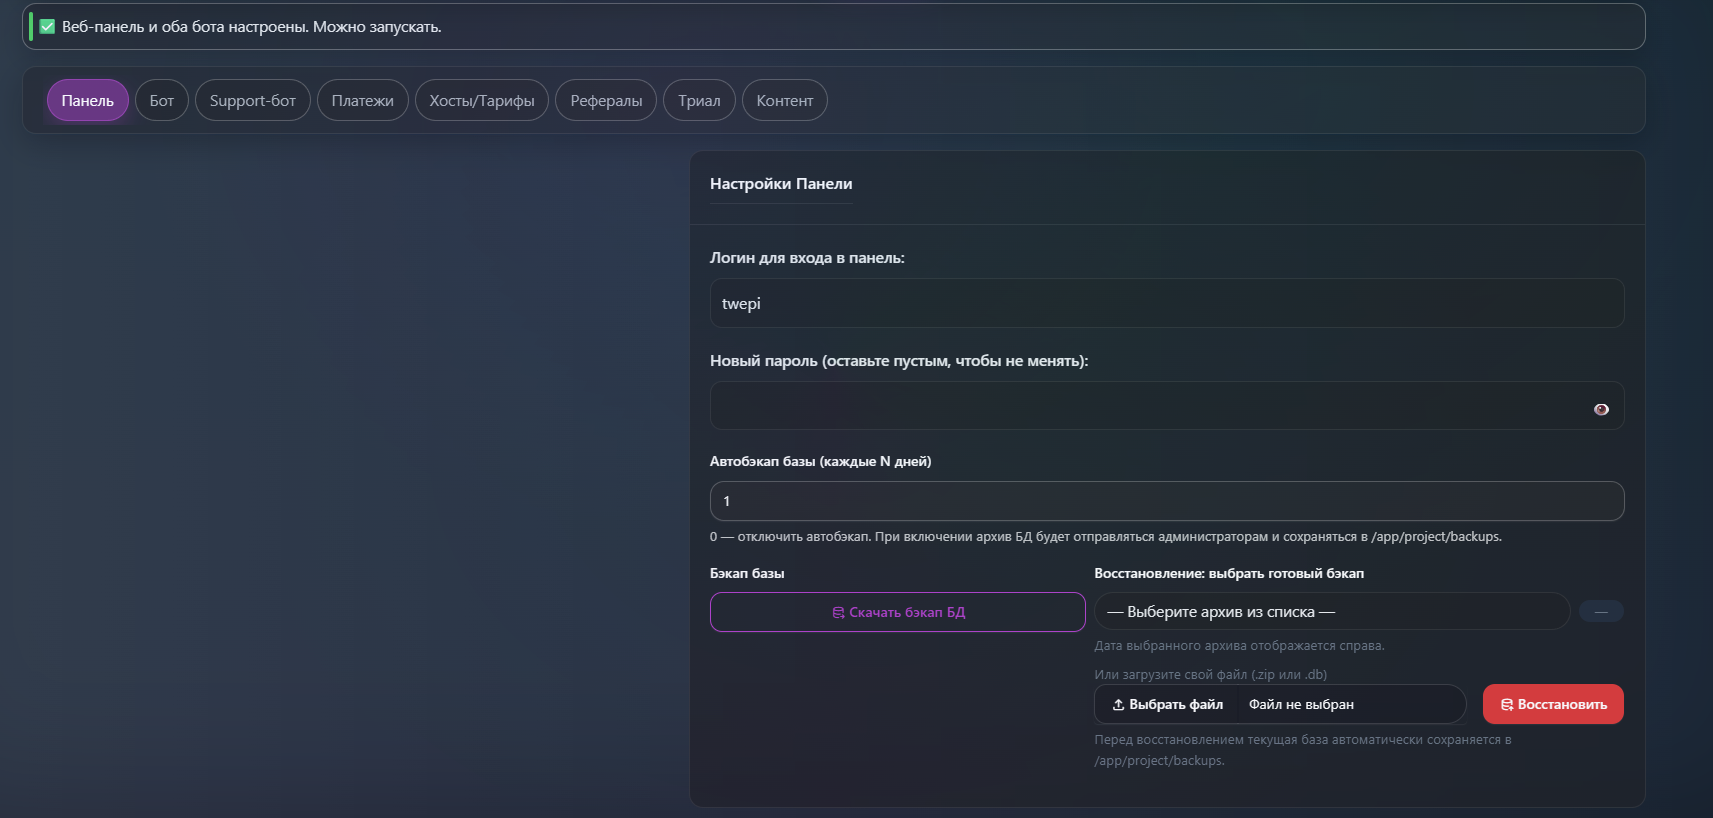 ✅ Веб-панель и оба бота настроены. Можно запускать.
Панель Бот Support-бот Платежи Хосты/Тарифы Рефералы Триал Контент
Настройки Панели
Логин для входа в панель:
twepi
Новый пароль (оставьте пустым, чтобы не менять):
Автобэкап базы (каждые N дней)
1
0 — отключить автобэкап. При включении архив БД будет отправляться администраторам и сохраняться в /app/project/backups.
Бэкап базы
Скачать бэкап БД
Восстановление: выбрать готовый бэкап
— Выберите архив из списка — —
Дата выбранного архива отображается справа.
Или загрузите свой файл (.zip или .db)
Выбрать файл Файл не выбран Восстановить
Перед восстановлением текущая база автоматически сохраняется в
/app/project/backups.